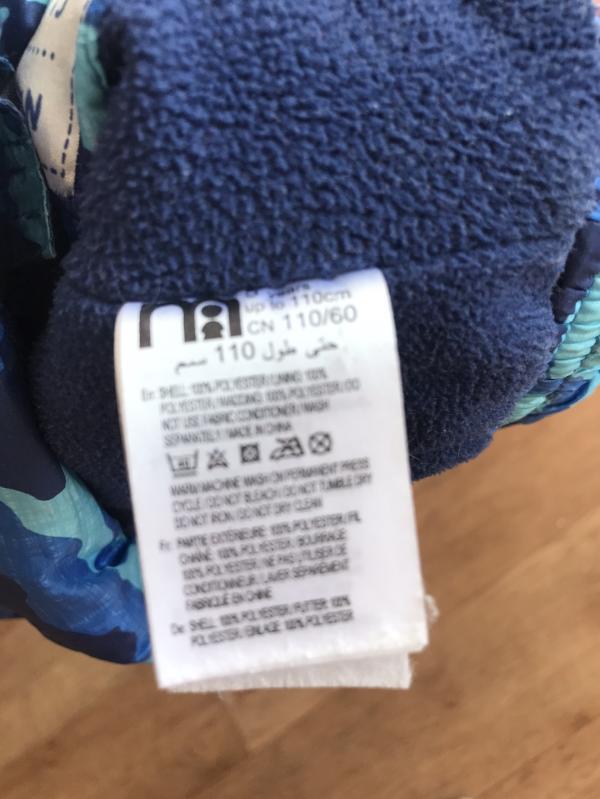 up to 110cm
CN 110/60
حتى طول 110 سم
En: SHELL: 100% POLYESTER/LINING: 100%
POLYESTER/WADDING: 100% POLYESTER/DO
NOT USE FABRIC CONDITIONER/WASH
SEPARATELY/MADE IN CHINA
WARM MACHINE WASH ON PERMANENT PRESS
CYCLE/DO NOT BLEACH/DO NOT TUMBLE DRY
DO NOT IRON/DO NOT DRY CLEAN
Fr: PARTIE EXTERIEURE: 100% POLYESTER/FIL
CHAINE: 100% POLYESTER/BOURRAGE:
100% POLYESTER/NE PAS UTILISER DE
CONDITIONNEUR/LAVER SEPAREMENT
FABRIQUÉ EN CHINE
De: SHELL: 100% POLYESTER/FUTTER: 100%
POLYESTER/EINLAGE: 100% POLYESTER